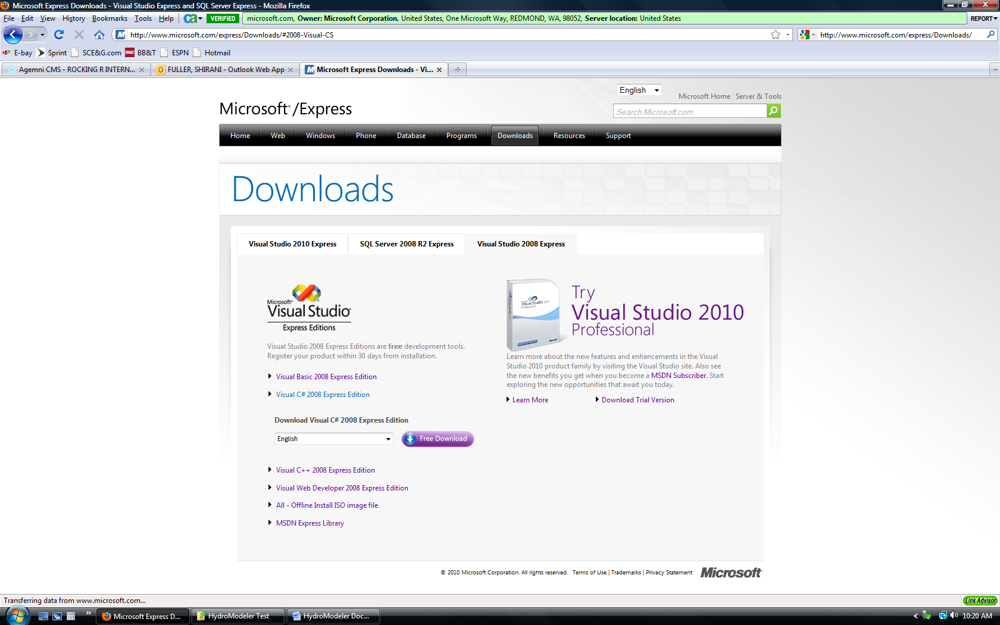 Microsoft Express Downloads - Visual Studio Express and SQL Server Express - Mozilla Firefox
File Edit View History Bookmarks Tools Help ca VERIFIED microsoft.com, Owner: Microsoft Corporation, United States, One Microsoft Way, REDMOND, WA, 98052, Server location: United States REPORT
http://www.microsoft.com/express/Downloads/#2008-Visual-CS http://www.microsoft.com/express/Downloads/
E-bay Sprint SCE&G.com BB&T ESPN Hotmail
Agemni CMS - ROCKING R INTERN... FULLER, SHIRANI - Outlook Web App Microsoft Express Downloads - Vi...
English
Microsoft Home | Server & Tools
Microsoft /Express
Search Microsoft.com
Home Web Windows Phone Database Programs Downloads Resources Support
Downloads
Visual Studio 2010 Express SQL Server 2008 R2 Express Visual Studio 2008 Express
Microsoft
Visual Studio
Express Editions
Visual Studio 2008 Express Editions are free development tools.
Register your product within 30 days from installation.
Visual Basic 2008 Express Edition
Visual C# 2008 Express Edition
Download Visual C# 2008 Express Edition
English Free Download
Visual C++ 2008 Express Edition
Visual Web Developer 2008 Express Edition
All - Offline Install ISO image file
MSDN Express Library
Visual Studio 2010
Professional
Try
Visual Studio 2010
Professional
Learn more about the new features and enhancements in the Visual
Studio 2010 product family by visiting the Visual Studio site. Also see
the new benefits you get when you become a MSDN Subscriber. Start
exploring the new opportunities that await you today.
Learn More Download Trial Version
© 2010 Microsoft Corporation. All rights reserved. Terms of Use | Trademarks | Privacy Statement Microsoft
Transferring data from www.microsoft.com... Link Advisor
Microsoft Express D... HydroModeler Test HydroModeler Doc... 10:20 AM